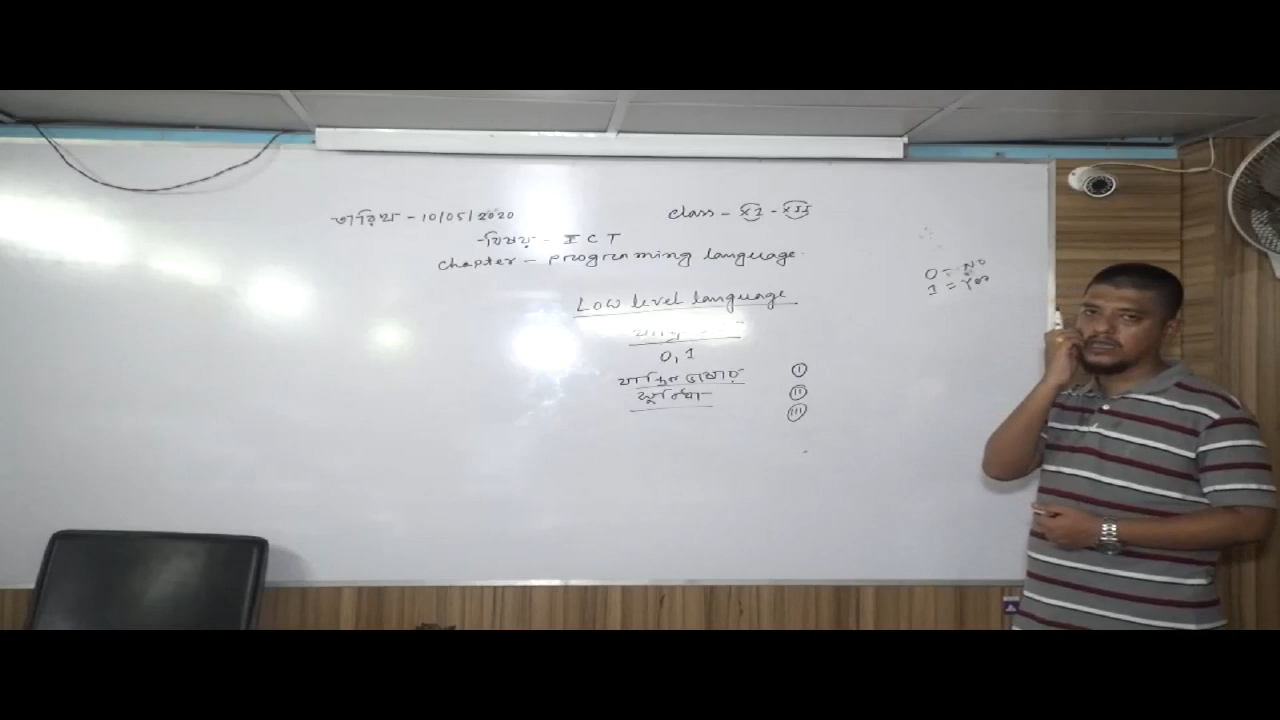 তারিখ - 10/05/2020
class - XI - XII
বিষয় - ICT
chapter - programing language.
Low level language
0 = No
1 = Yes
0, 1
যান্ত্রিক ভাষার
সুবিধা
i
ii
iii